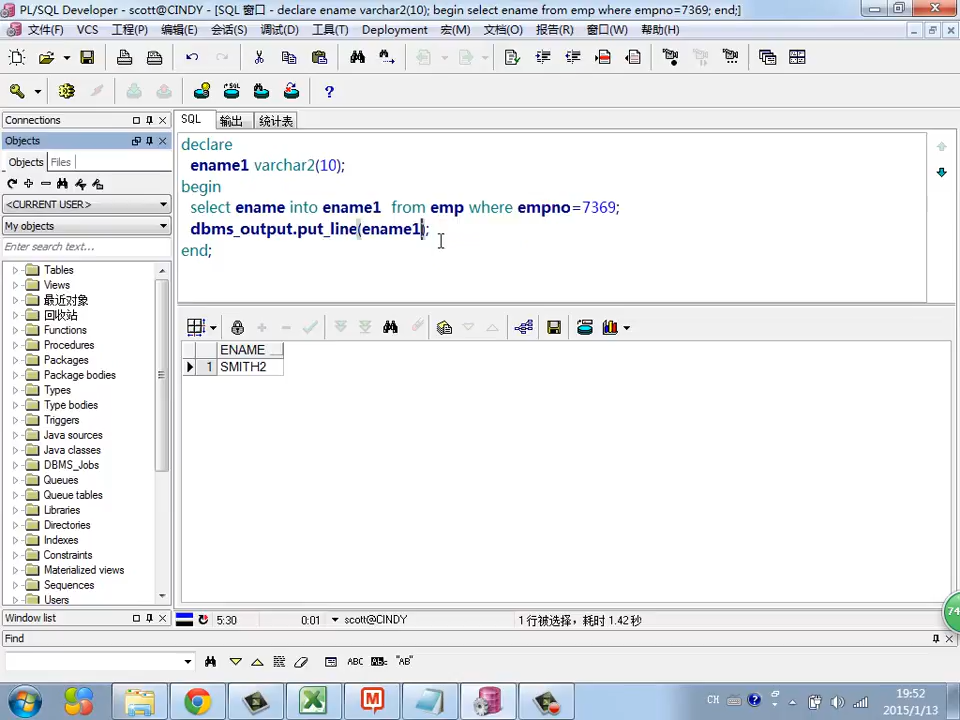 PL/SQL Developer - scott@CINDY - [SQL 窗口 - declare ename varchar2(10); begin select ename from emp where empno=7369; end;]
文件(F) VCS 工程(P) 编辑(E) 会话(S) 调试(D) 工具(T) Deployment 宏(M) 文档(O) 报告(R) 窗口(W) 帮助(H)
SQL
?
Connections
SQL 输出 统计表
Objects
declare
Objects Files
ename1 varchar2(10);
begin
<CURRENT USER>
select ename into ename1 from emp where empno=7369;
My objects
dbms_output.put_line(ename1);
Enter search text...
end;
Tables
Views
最近对象
回收站
Functions
Procedures
Packages
Package bodies
Types
Type bodies
Triggers
Java sources
Java classes
DBMS_Jobs
Queues
Queue tables
Libraries
Directories
Indexes
Constraints
Materialized views
Sequences
Users
ENAME
1 SMITH2
74
Window list
5:30 0:01 scott@CINDY 1 行被选择，耗时 1.42 秒
Find
ABC "AB"
CH
19:52
2015/1/13